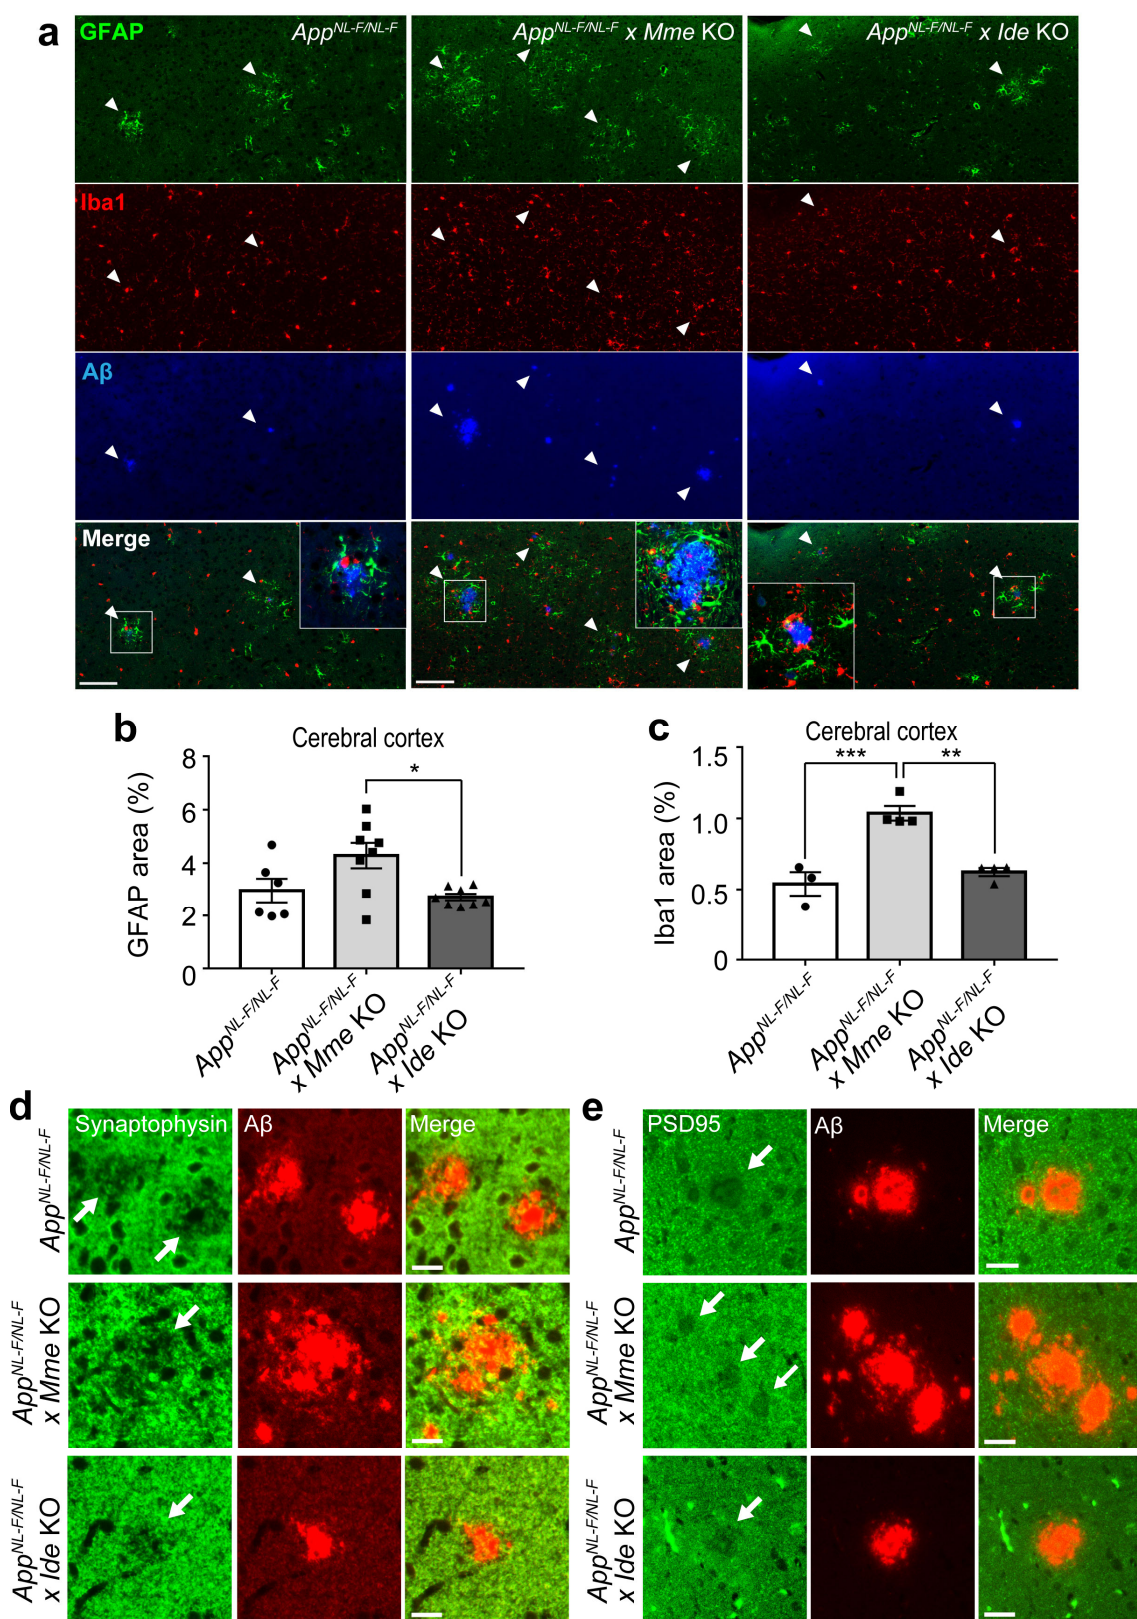 a
GFAP
App^NL-F/NL-F
App^NL-F/NL-F x Mme KO
App^NL-F/NL-F x Ide KO
Iba1
Aβ
Merge
b
Cerebral cortex
GFAP area (%)
8
6
4
2
0
*
App^NL-F/NL-F
App^NL-F/NL-F
x Mme KO
App^NL-F/NL-F
x Ide KO
c
Cerebral cortex
Iba1 area (%)
1.5
1.0
0.5
0
***
**
App^NL-F/NL-F
App^NL-F/NL-F
x Mme KO
App^NL-F/NL-F
x Ide KO
d
Synaptophysin
Aβ
Merge
App^NL-F/NL-F
App^NL-F/NL-F
x Mme KO
App^NL-F/NL-F
x Ide KO
e
PSD95
Aβ
Merge
App^NL-F/NL-F
App^NL-F/NL-F
x Mme KO
App^NL-F/NL-F
x Ide KO